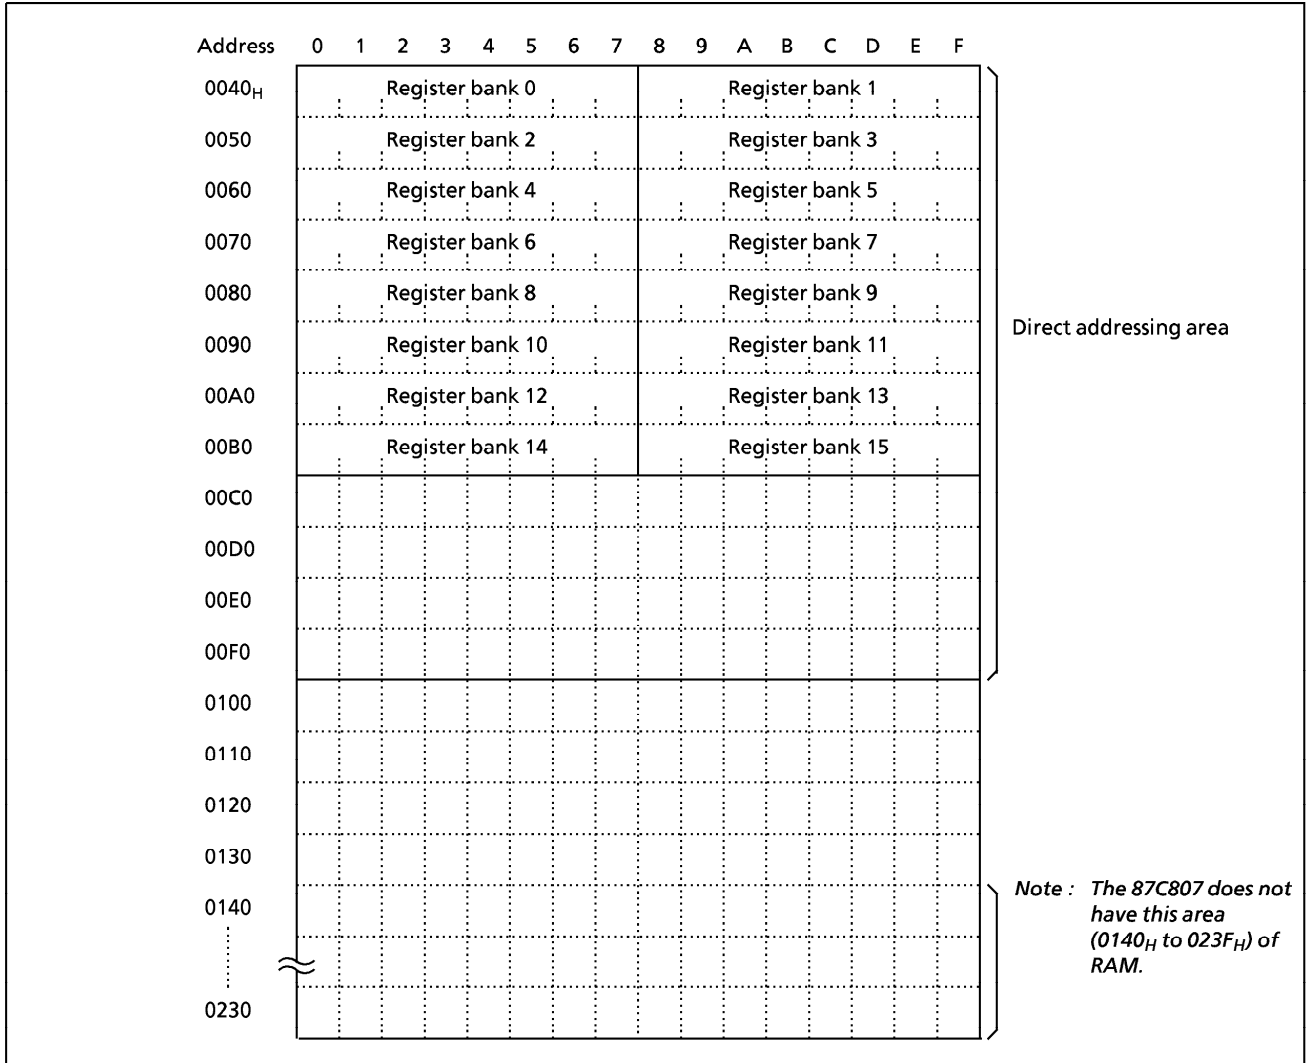 Address 0 1 2 3 4 5 6 7 8 9 A B C D E F
0040H Register bank 0 Register bank 1
0050 Register bank 2 Register bank 3
0060 Register bank 4 Register bank 5
0070 Register bank 6 Register bank 7
0080 Register bank 8 Register bank 9
Direct addressing area
0090 Register bank 10 Register bank 11
00A0 Register bank 12 Register bank 13
00B0 Register bank 14 Register bank 15
00C0
00D0
00E0
00F0
0100
0110
0120
0130
0140
Note : The 87C807 does not
have this area
(0140H to 023FH) of
RAM.
0230